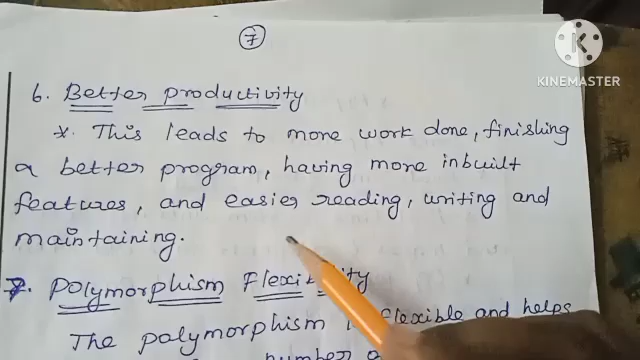 7
KINEMASTER
6. Better productivity
* This leads to more work done, finishing
a better program, having more inbuilt
features, and easier reading, writing and
maintaining.
7. Polymorphism Flexibility
The polymorphism is flexible and helps
number